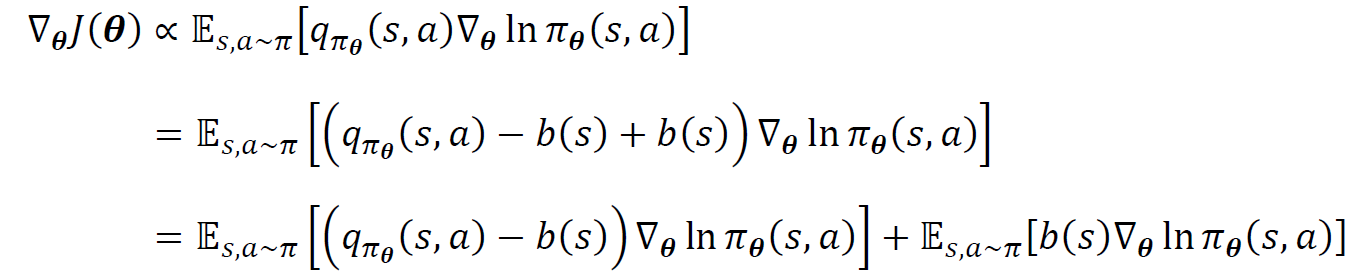 ∇_θ J(θ) ∝ 𝔼_{s,a~π}[q_{π_θ}(s, a)∇_θ ln π_θ(s, a)]
= 𝔼_{s,a~π}[(q_{π_θ}(s, a) − b(s) + b(s)) ∇_θ ln π_θ(s, a)]
= 𝔼_{s,a~π}[(q_{π_θ}(s, a) − b(s)) ∇_θ ln π_θ(s, a)] + 𝔼_{s,a~π}[b(s)∇_θ ln π_θ(s, a)]